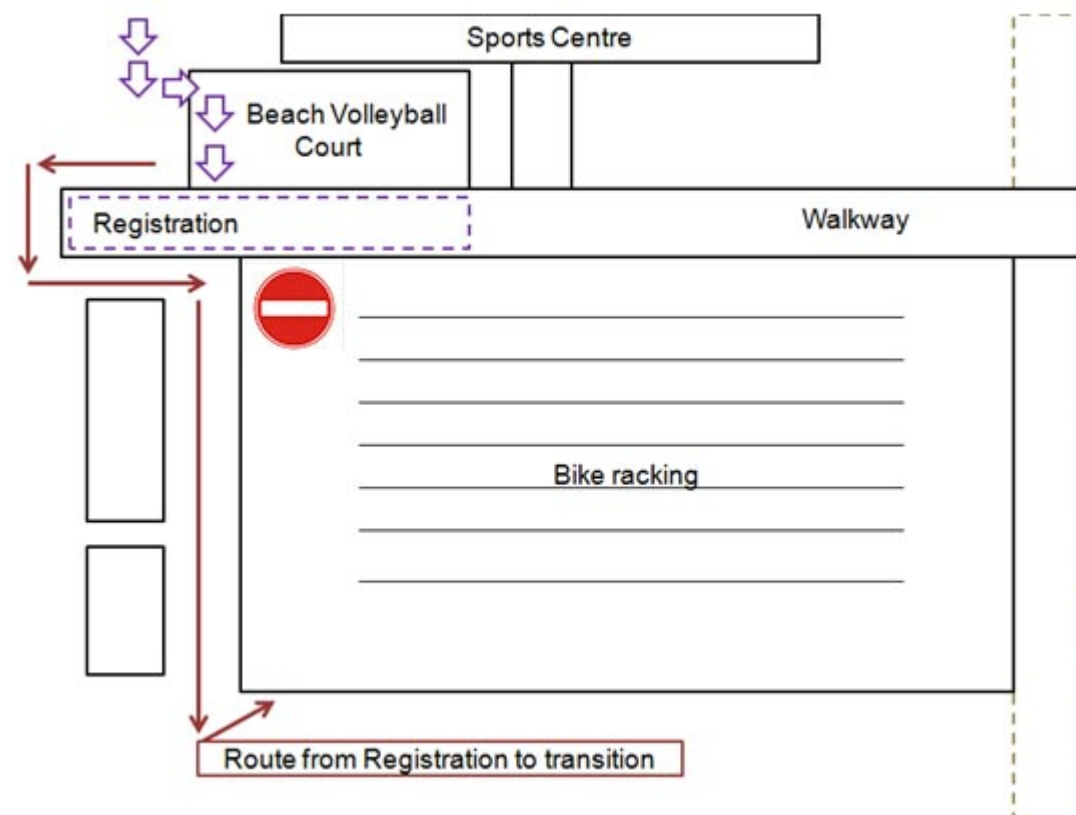 Sports Centre
Beach Volleyball
Court
Registration
Walkway
Bike racking
Route from Registration to transition